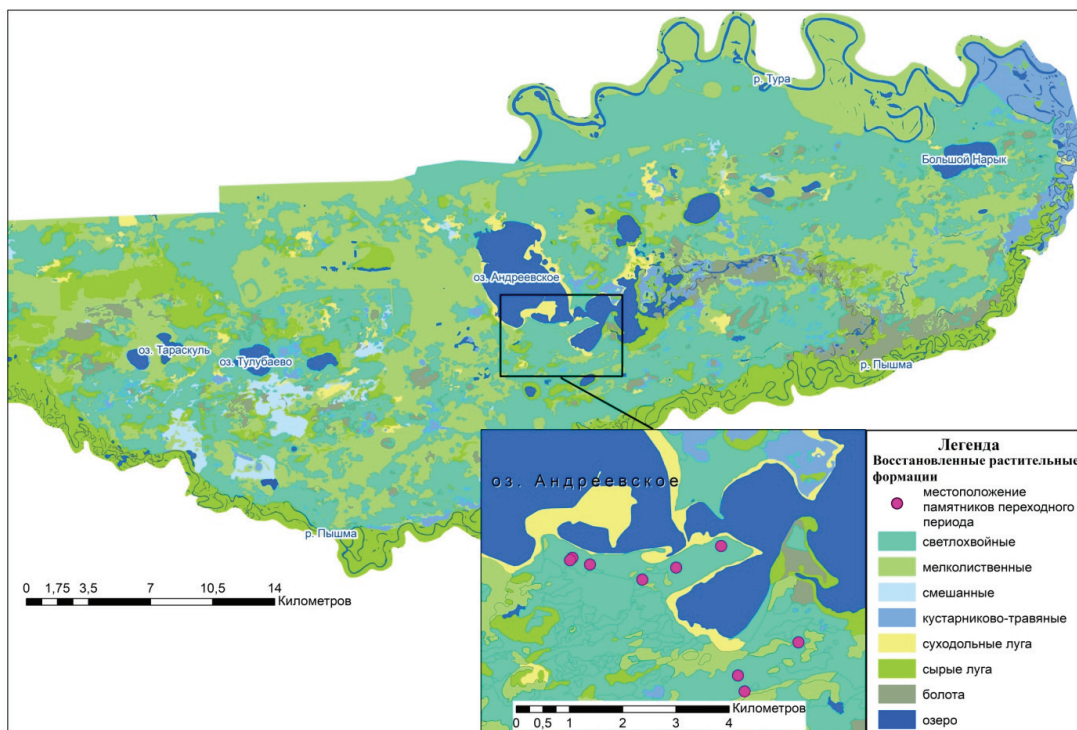 р. Тура
Большой Нарык
оз. Андреевское
оз. Тараскуль
оз. Тулубаево
р. Пышма
р. Пышма
0 1,75 3,5 7 10,5 14
Километров
оз. Андреевское
Километров
0 0,5 1 2 3 4
Легенда
Восстановленные растительные
формации
местоположение
памятников переходного
периода
светлохвойные
мелколиственные
смешанные
кустарниково-травяные
суходольные луга
сырые луга
болота
озеро